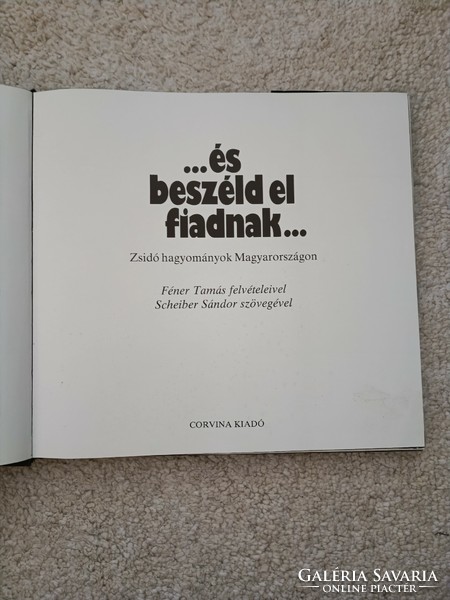 ...és
beszéld el
fiadnak...
Zsidó hagyományok Magyarországon
Féner Tamás felvételeivel
Scheiber Sándor szövegével
CORVINA KIADÓ
GALÉRIA SAVARIA
ONLINE PIACTÉR